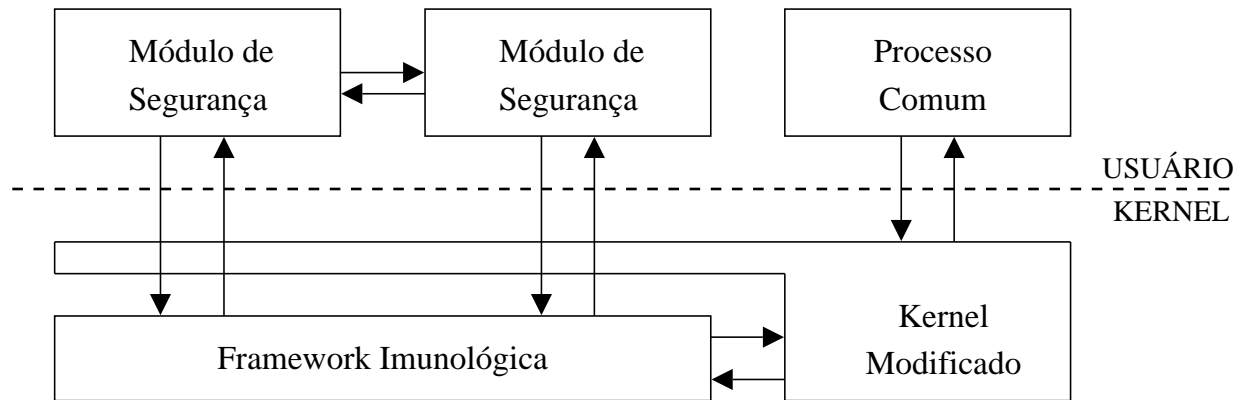 Módulo de
Segurança
Módulo de
Segurança
Processo
Comum
USUÁRIO
KERNEL
Framework Imunológica
Kernel
Modificado